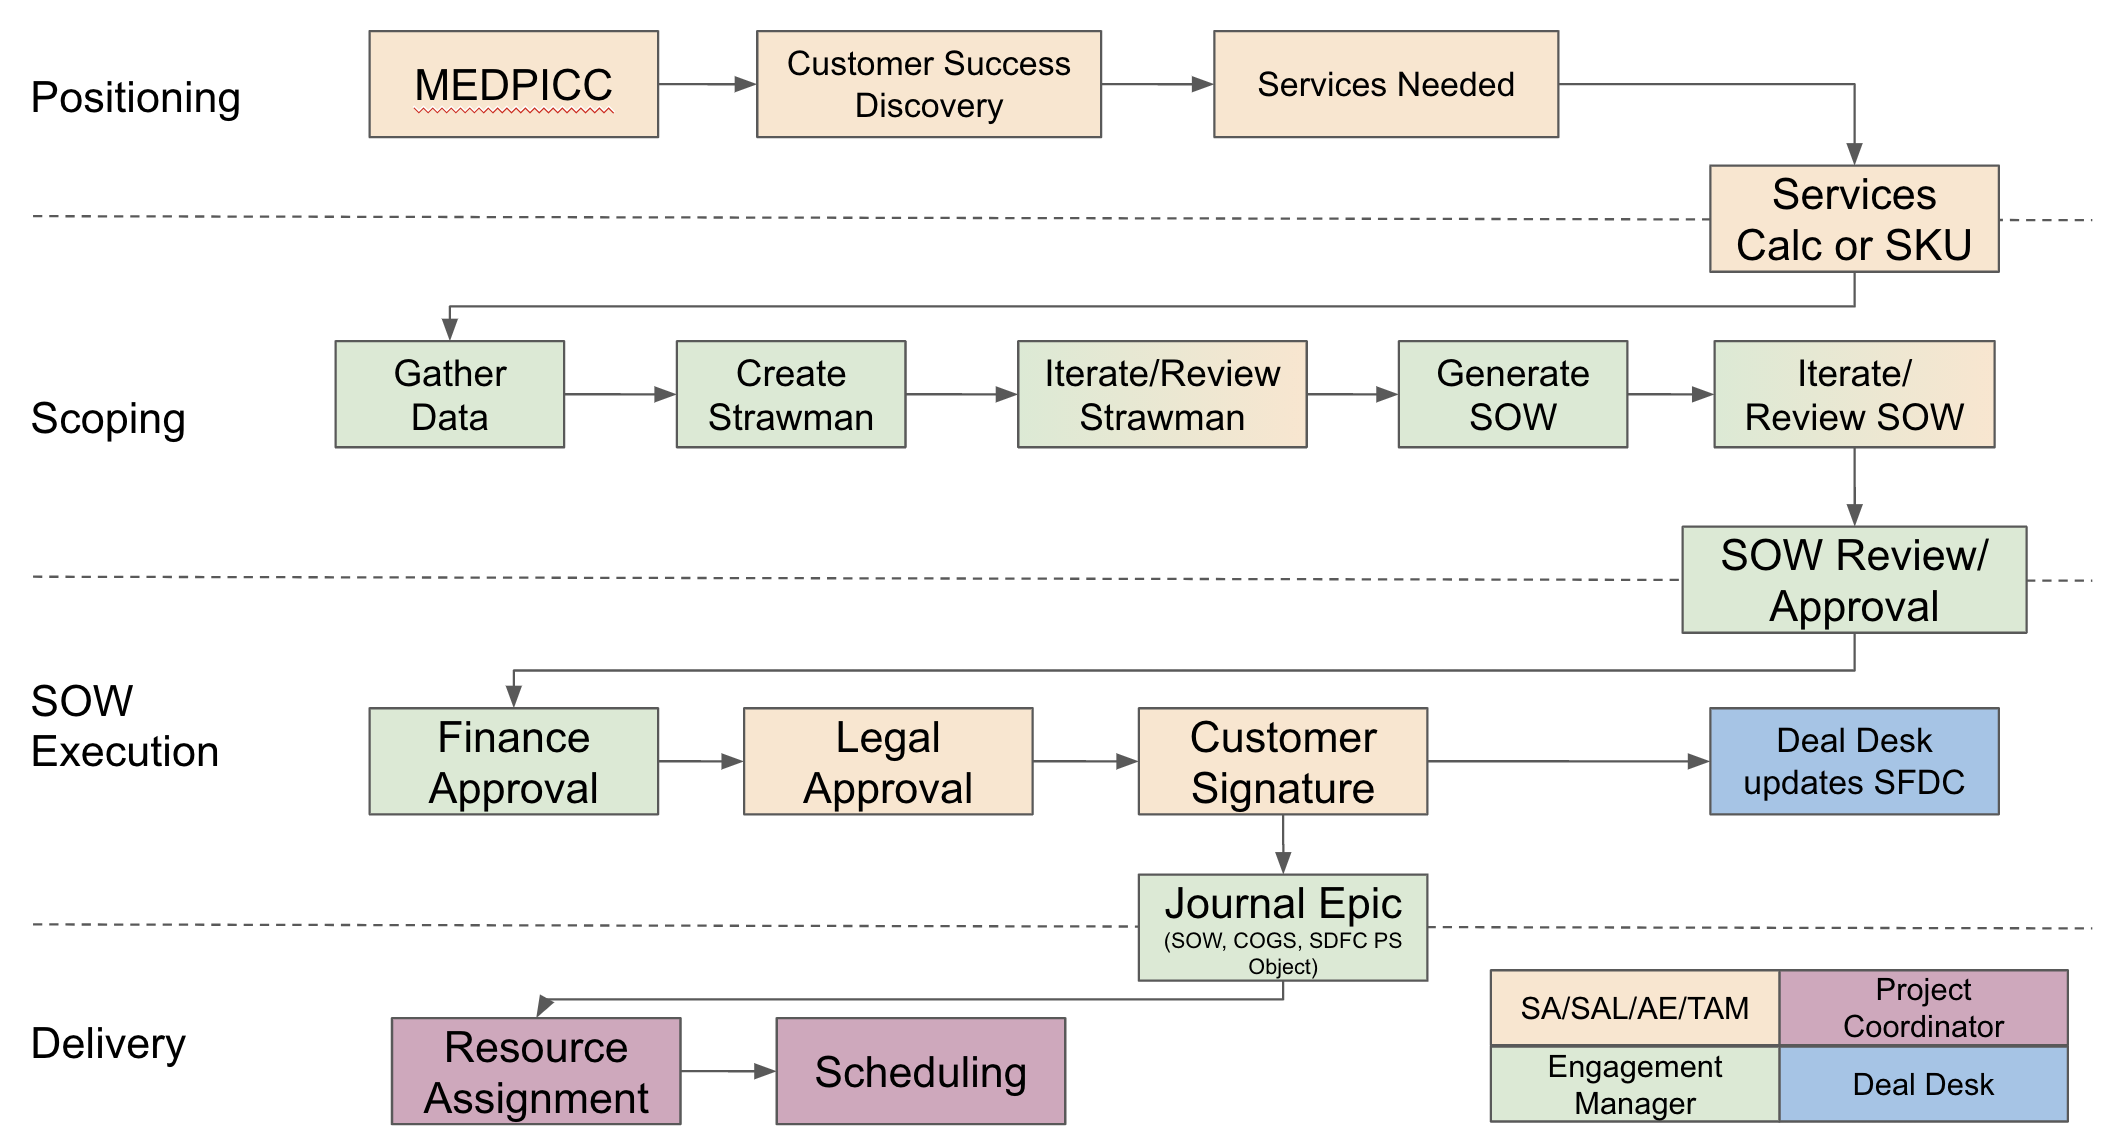 Positioning
MEDPICC
Customer Success
Discovery
Services Needed
Services
Calc or SKU
Scoping
Gather
Data
Create
Strawman
Iterate/Review
Strawman
Generate
SOW
Iterate/
Review SOW
SOW Review/
Approval
SOW
Execution
Finance
Approval
Legal
Approval
Customer
Signature
Deal Desk
updates SFDC
Journal Epic
(SOW, COGS, SDFC PS
Object)
Delivery
Resource
Assignment
Scheduling
SA/SAL/AE/TAM
Project
Coordinator
Engagement
Manager
Deal Desk